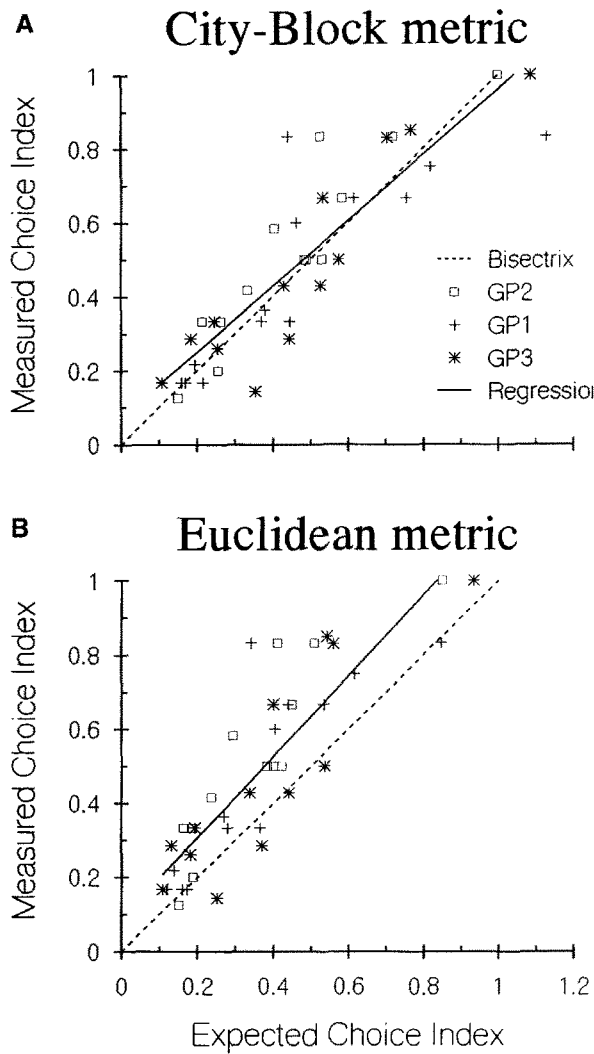 A
City-Block metric
Measured Choice Index
1
0.8
0.6
0.4
0.2
0
Bisectrix
GP2
GP1
GP3
Regressio
B
Euclidean metric
Measured Choice Index
1
0.8
0.6
0.4
0.2
0
0 0.2 0.4 0.6 0.8 1 1.2
Expected Choice Index